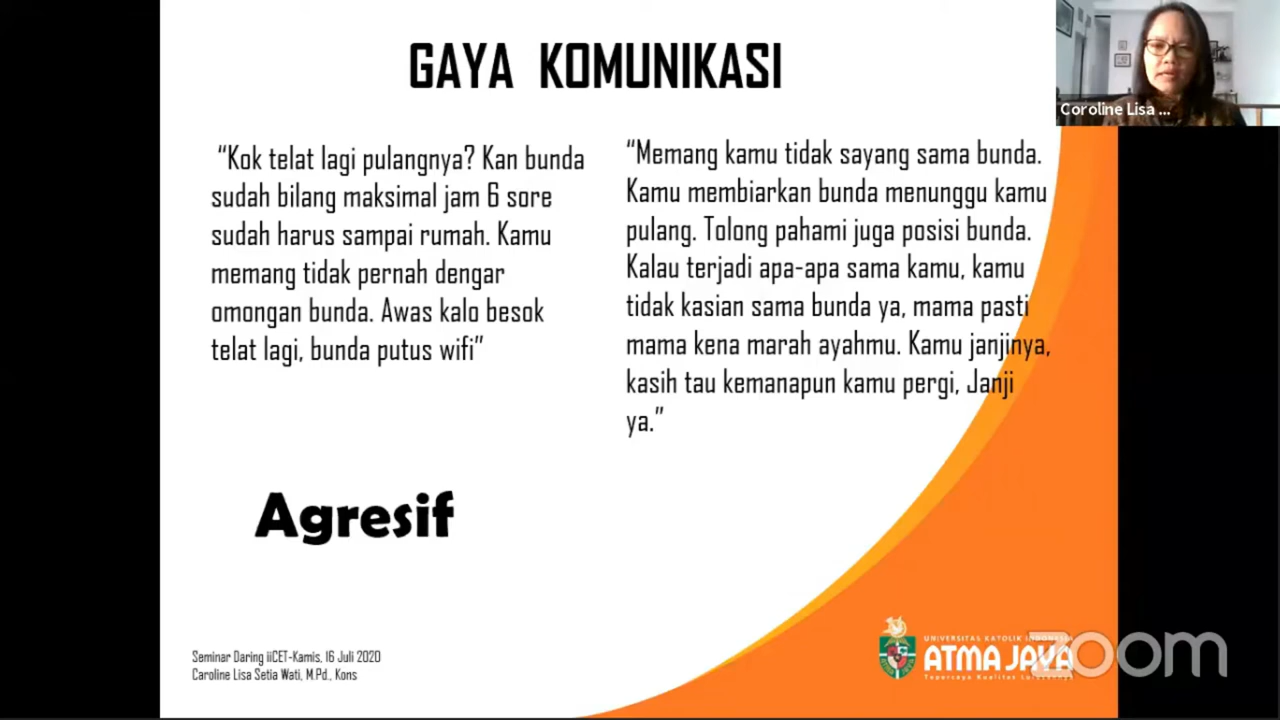 GAYA KOMUNIKASI
Coroline Lisa ...
“Kok telat lagi pulangnya? Kan bunda
sudah bilang maksimal jam 6 sore
sudah harus sampai rumah. Kamu
memang tidak pernah dengar
omongan bunda. Awas kalo besok
telat lagi, bunda putus wifi”
“Memang kamu tidak sayang sama bunda.
Kamu membiarkan bunda menunggu kamu
pulang. Tolong pahami juga posisi bunda.
Kalau terjadi apa-apa sama kamu, kamu
tidak kasian sama bunda ya, mama pasti
mama kena marah ayahmu. Kamu janjinya,
kasih tau kemanapun kamu pergi, Janji
ya.”
Agresif
Seminar Daring iiCET-Kamis, 16 Juli 2020
Caroline Lisa Setia Wati, M.Pd., Kons
UNIVERSITAS KATOLIK INDONESIA
ATMA JAYA
zoom